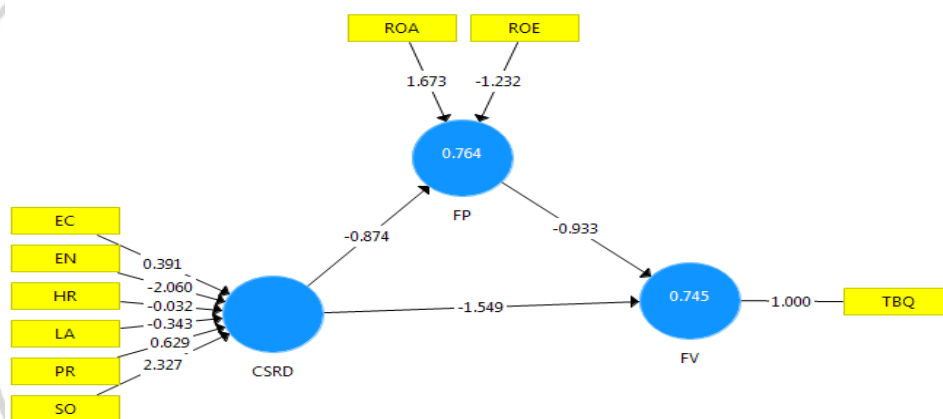 ROA
ROE
1.673
-1.232
0.764
FP
-0.874
-0.933
EC
EN
HR
LA
PR
SO
0.391
-2.060
-0.032
-0.343
0.629
2.327
CSRD
-1.549
0.745
FV
1.000
TBQ